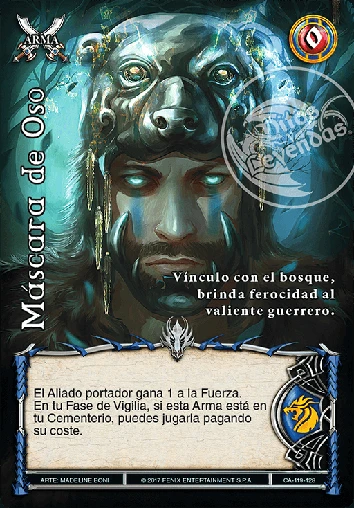 ARMA
0
Mitos y
Leyendas.
Máscara de Oso
Vínculo con el bosque,
brinda ferocidad al
valiente guerrero.
El Aliado portador gana 1 a la Fuerza.
En tu Fase de Vigilia, si esta Arma está en
tu Cementerio, puedes jugarla pagando
su coste.
ARTE: MADELINE BONI
© 2017 FENIX ENTERTAINMENT S.P.A